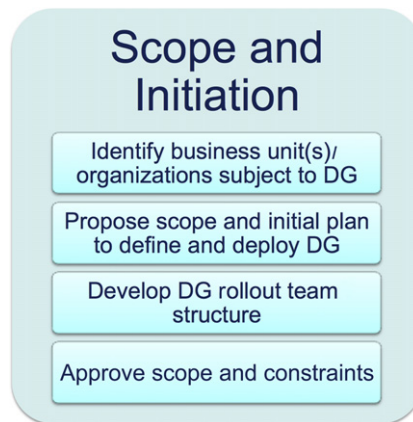 Scope and
Initiation
Identify business unit(s)/
organizations subject to DG
Propose scope and initial plan
to define and deploy DG
Develop DG rollout team
structure
Approve scope and constraints